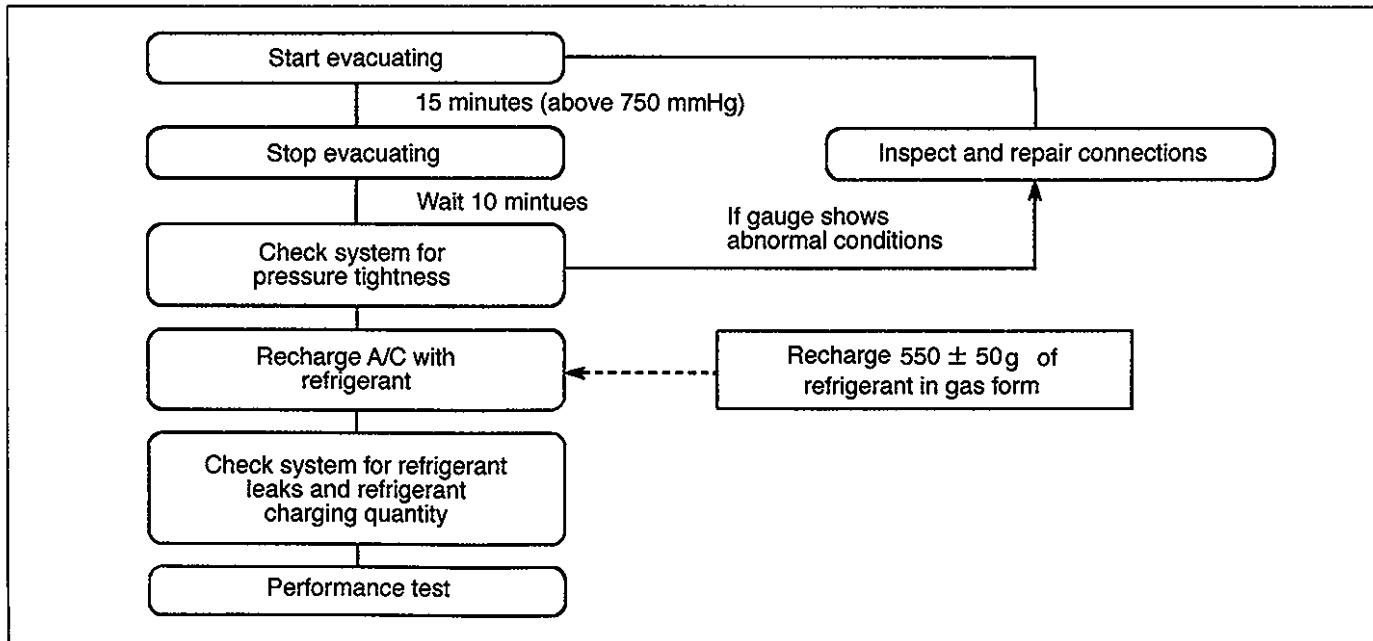 Start evacuating
15 minutes (above 750 mmHg)
Stop evacuating
Inspect and repair connections
Wait 10 mintues
If gauge shows
abnormal conditions
Check system for
pressure tightness
Recharge A/C with
refrigerant
Recharge 550 ± 50g of
refrigerant in gas form
Check system for refrigerant
leaks and refrigerant
charging quantity
Performance test